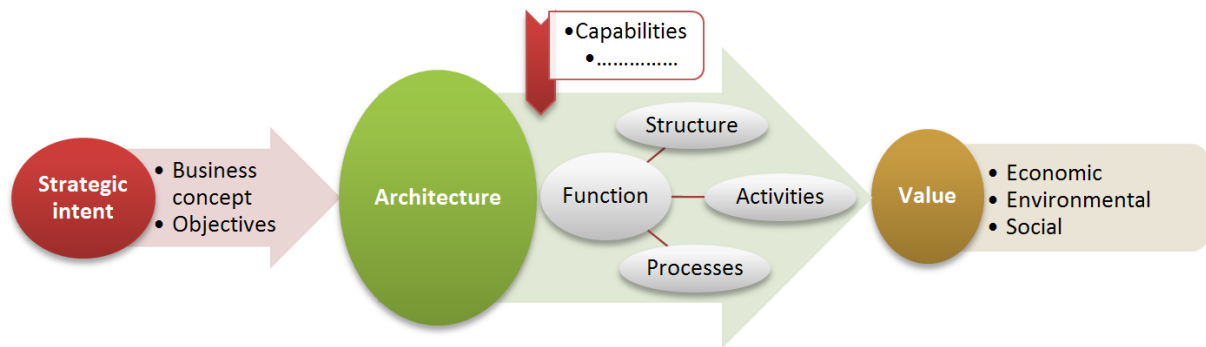 Strategic
intent
• Business
concept
• Objectives
Architecture
•Capabilities
•……………
Function
Structure
Activities
Processes
Value
• Economic
• Environmental
• Social